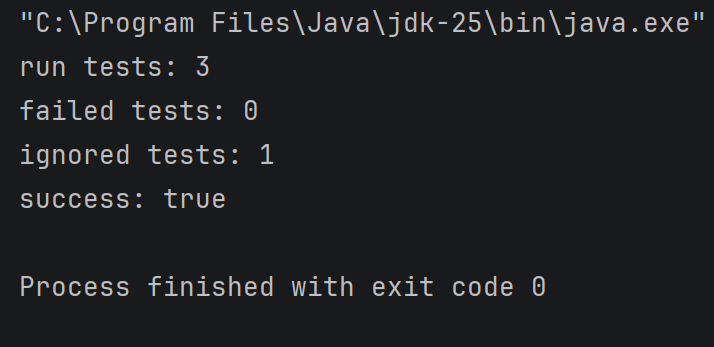 "C:\Program Files\Java\jdk-25\bin\java.exe"
run tests: 3
failed tests: 0
ignored tests: 1
success: true
Process finished with exit code 0